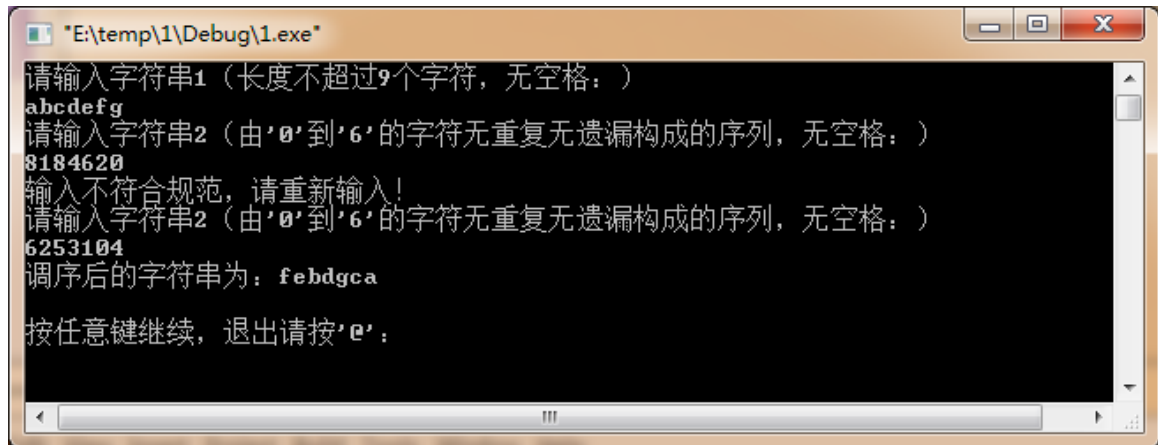 "E:\temp\1\Debug\1.exe"
请输入字符串1（长度不超过9个字符，无空格：）
abcdefg
请输入字符串2（由'0'到'6'的字符无重复无遗漏构成的序列，无空格：）
8184620
输入不符合规范，请重新输入！
请输入字符串2（由'0'到'6'的字符无重复无遗漏构成的序列，无空格：）
6253104
调序后的字符串为：febdgca
按任意键继续，退出请按'@'：